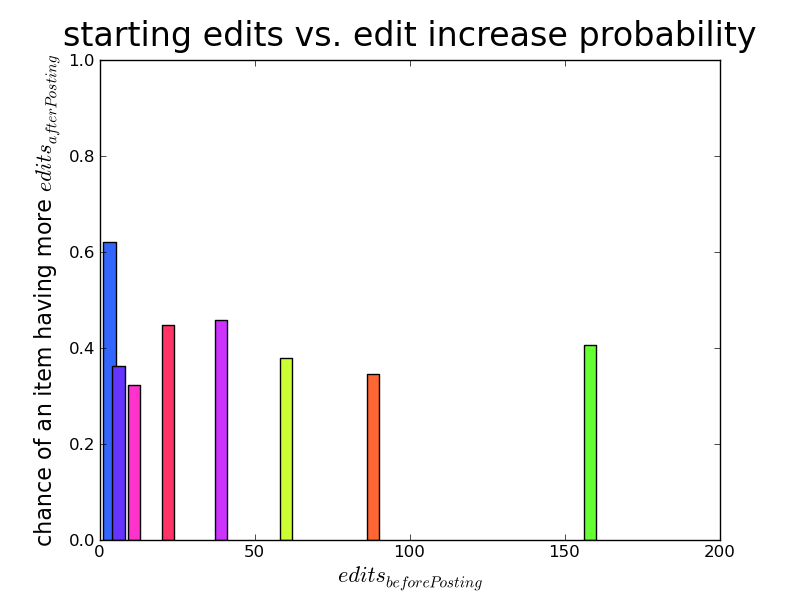 starting edits vs. edit increase probability
chance of an item having more edits_afterPosting
1.0
0.8
0.6
0.4
0.2
0.0
0 50 100 150 200
edits_beforePosting